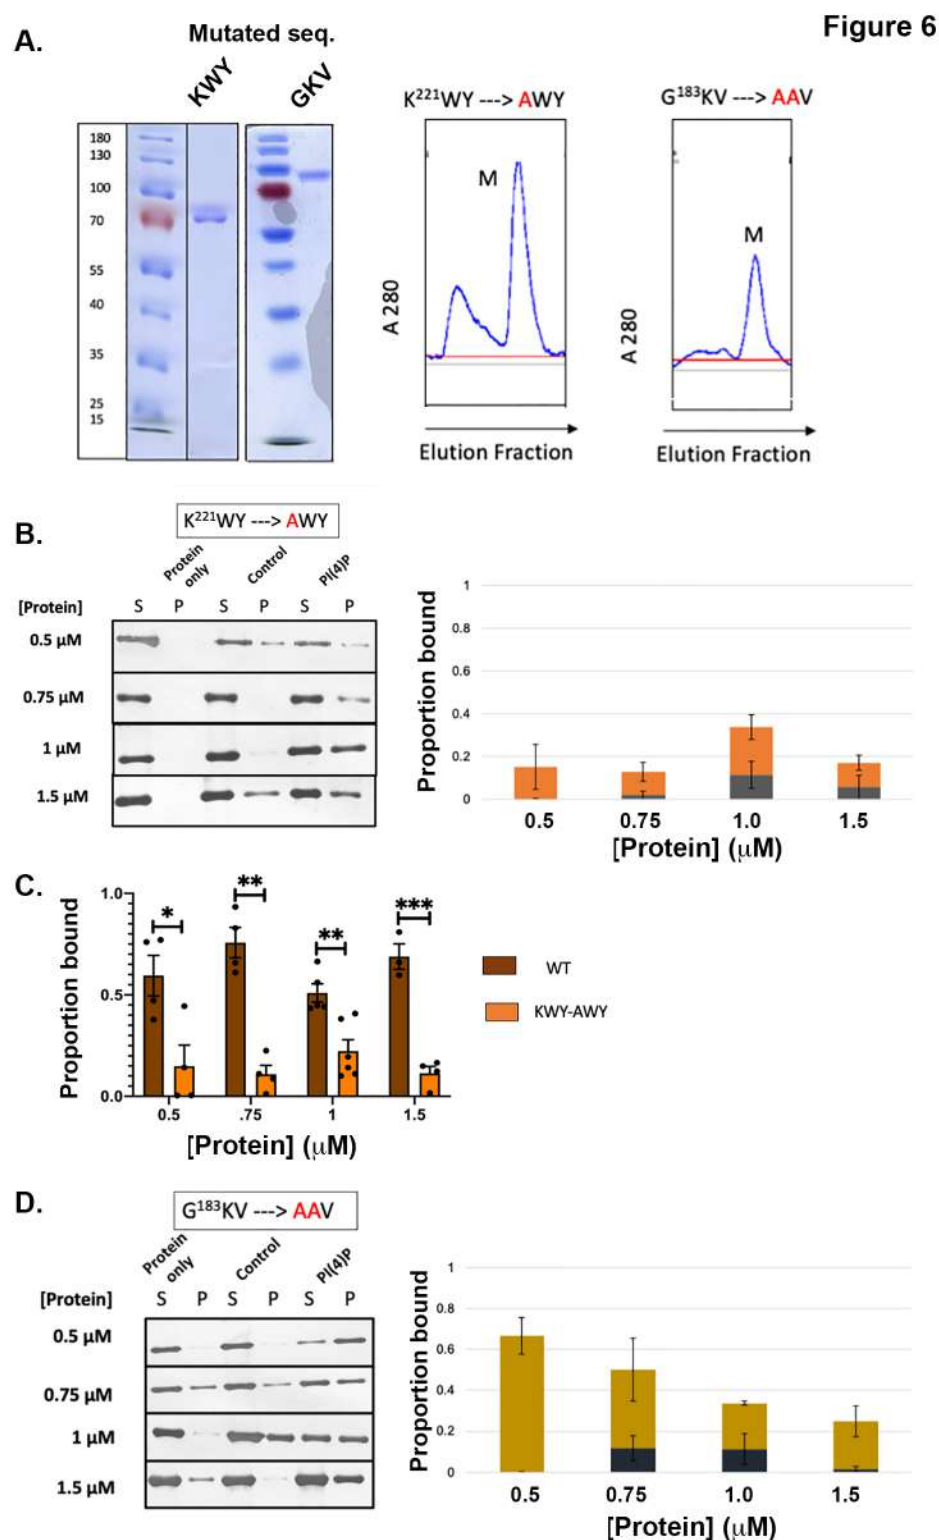 Figure 6
A.
Mutated seq.
KWY
GKV
180
130
100
70
55
40
35
25
15
K²²¹WY ---> AWY
M
A 280
Elution Fraction
G¹⁸³KV ---> AAV
M
A 280
Elution Fraction
B.
K²²¹WY ---> AWY
Protein only
Control
PI(4)P
[Protein] S P S P S P
0.5 µM
0.75 µM
1 µM
1.5 µM
Proportion bound
1
0.8
0.6
0.4
0.2
0
0.5 0.75 1.0 1.5
[Protein] (µM)
C.
Proportion bound
1.0
0.5
0.0
* ** ** ***
0.5 .75 1 1.5
[Protein] (µM)
WT
KWY-AWY
D.
G¹⁸³KV ---> AAV
Protein only
Control
PI(4)P
[Protein] S P S P S P
0.5 µM
0.75 µM
1 µM
1.5 µM
Proportion bound
1
0.8
0.6
0.4
0.2
0
0.5 0.75 1.0 1.5
[Protein] (µM)